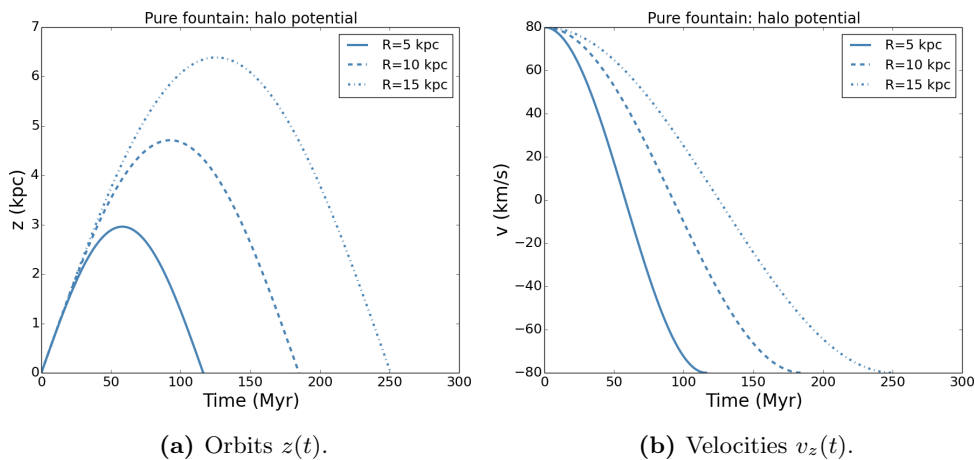 Pure fountain: halo potential
7
6
5
4
3
2
1
0
z (kpc)
R=5 kpc
R=10 kpc
R=15 kpc
0 50 100 150 200 250 300
Time (Myr)
(a) Orbits z(t).
Pure fountain: halo potential
80
60
40
20
0
−20
−40
−60
−80
v (km/s)
R=5 kpc
R=10 kpc
R=15 kpc
0 50 100 150 200 250 300
Time (Myr)
(b) Velocities v_z(t).